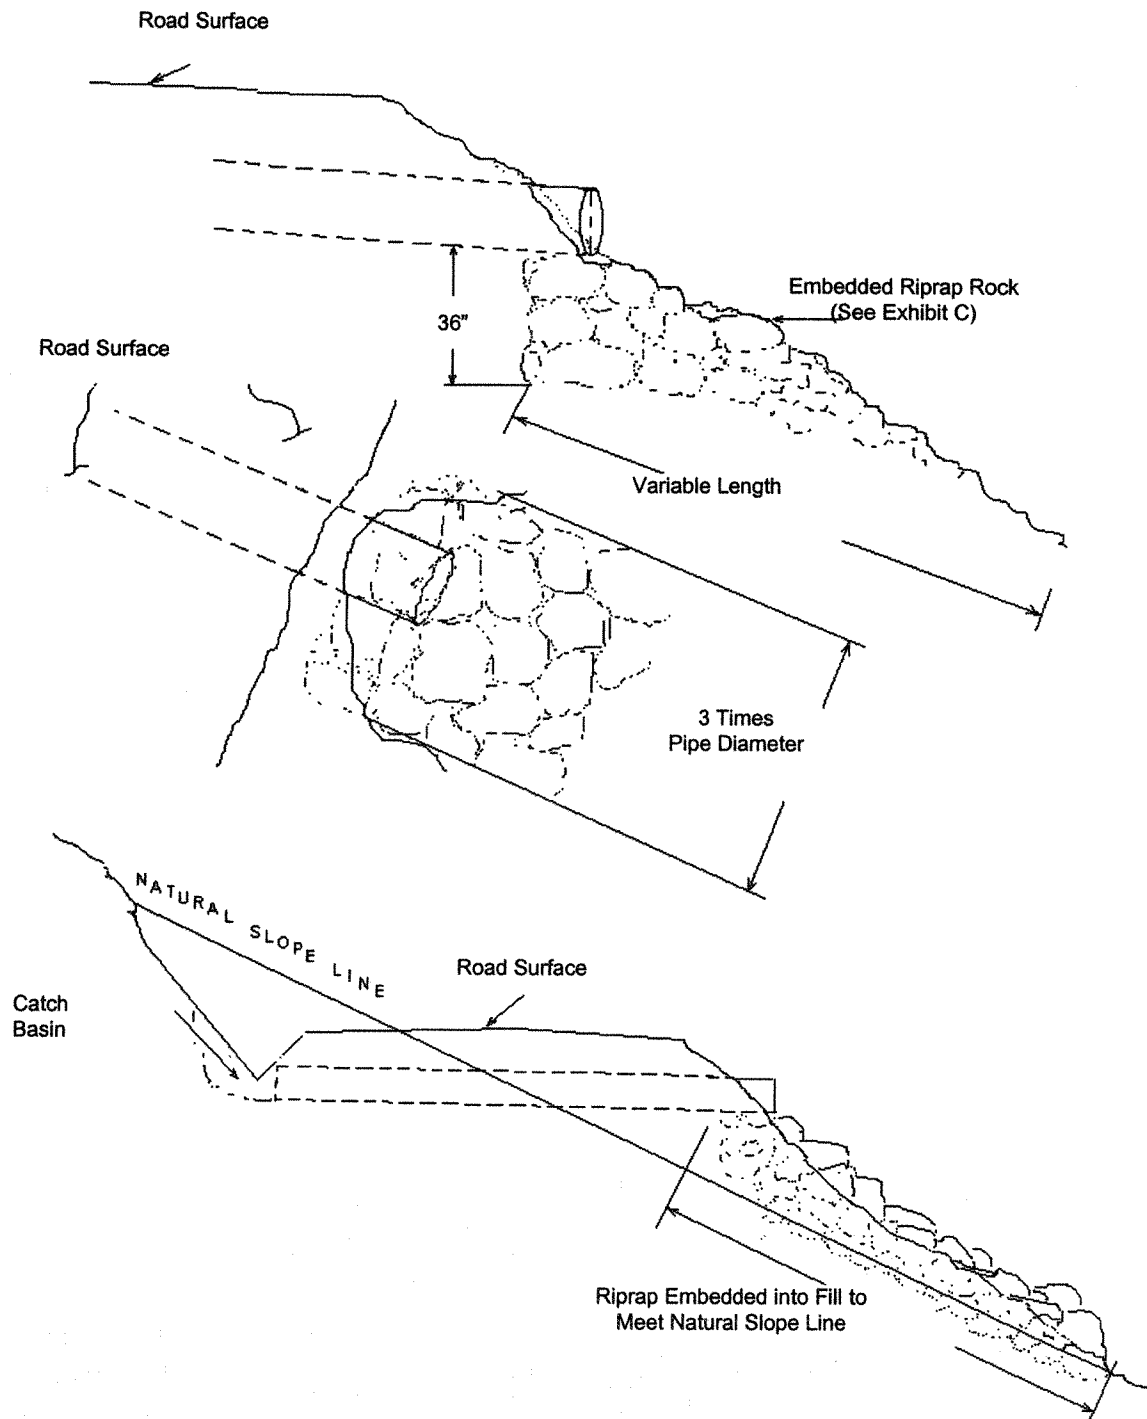 Road Surface
Embedded Riprap Rock
(See Exhibit C)
36"
Road Surface
Variable Length
3 Times
Pipe Diameter
NATURAL SLOPE LINE
Road Surface
Catch
Basin
Riprap Embedded into Fill to
Meet Natural Slope Line